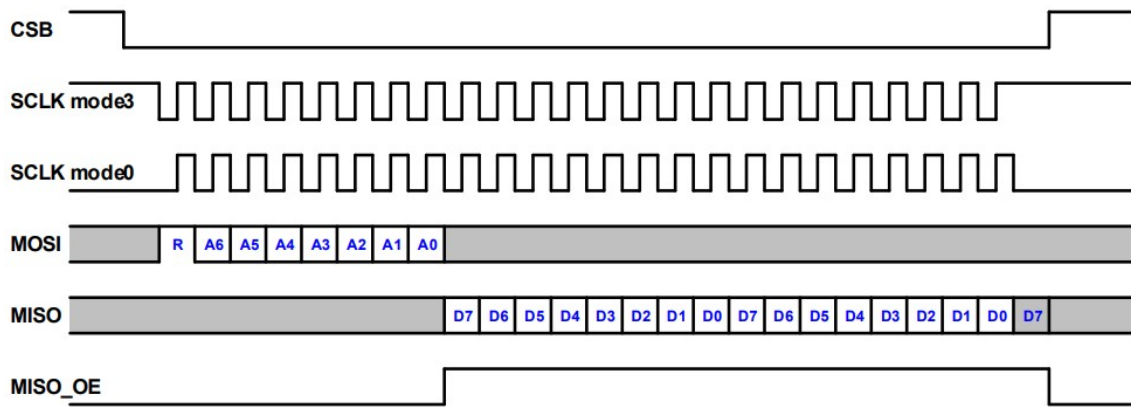 CSB
SCLK mode3
SCLK mode0
MOSI R A6 A5 A4 A3 A2 A1 A0
MISO D7 D6 D5 D4 D3 D2 D1 D0 D7 D6 D5 D4 D3 D2 D1 D0 D7
MISO_OE